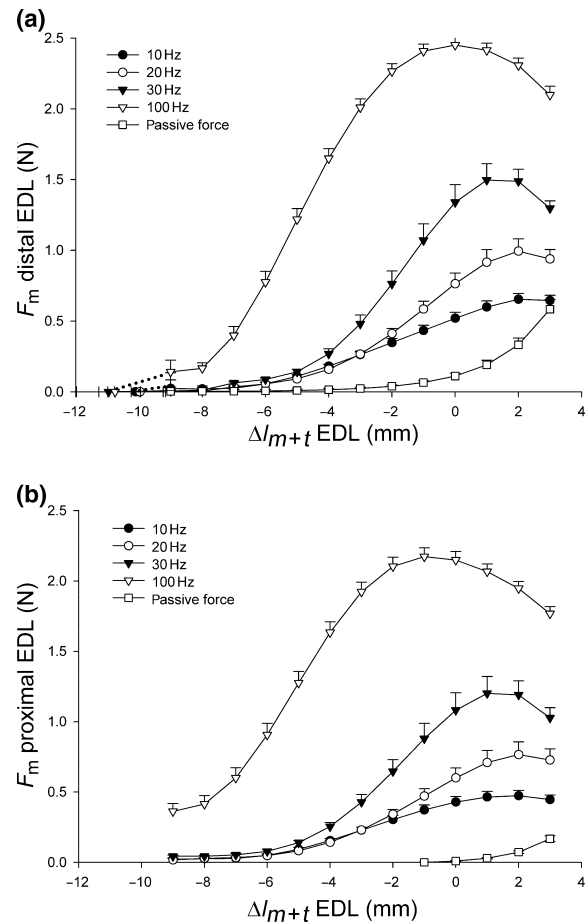 (a)
2.5
2.0
1.5
1.0
0.5
0.0
Fm distal EDL (N)
10 Hz
20 Hz
30 Hz
100 Hz
Passive force
−12 −10 −8 −6 −4 −2 0 2 4
Δlm+t EDL (mm)
(b)
2.5
2.0
1.5
1.0
0.5
0.0
Fm proximal EDL (N)
10 Hz
20 Hz
30 Hz
100 Hz
Passive force
−12 −10 −8 −6 −4 −2 0 2 4
Δlm+t EDL (mm)